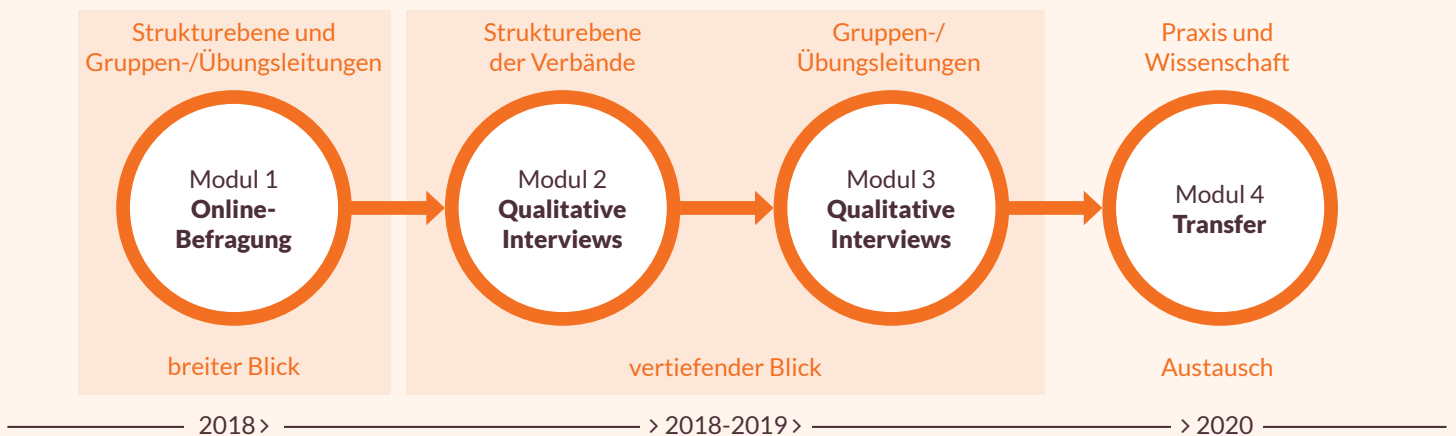 Strukturebene und
Gruppen-/Übungsleitungen
Strukturebene
der Verbände
Gruppen-/
Übungsleitungen
Praxis und
Wissenschaft
Modul 1
Online-
Befragung
Modul 2
Qualitative
Interviews
Modul 3
Qualitative
Interviews
Modul 4
Transfer
breiter Blick
vertiefender Blick
Austausch
2018 >
> 2018-2019 >
> 2020